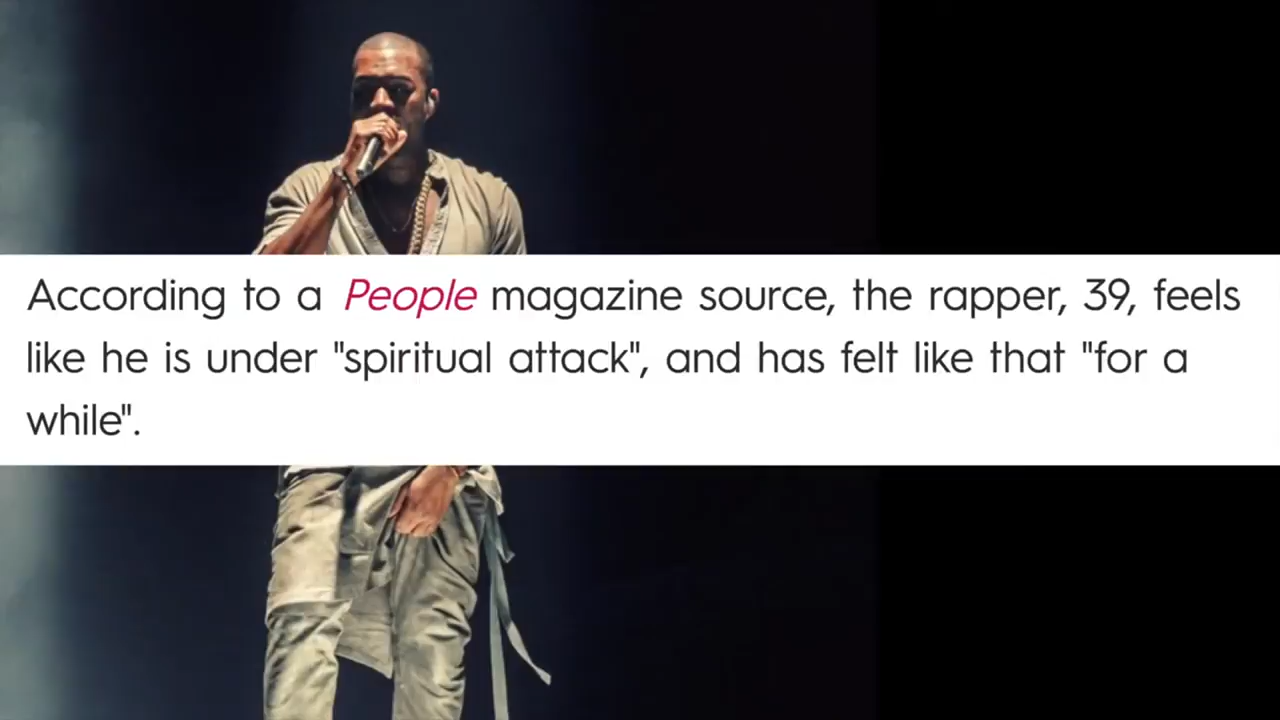 According to a People magazine source, the rapper, 39, feels
like he is under "spiritual attack", and has felt like that "for a
while".